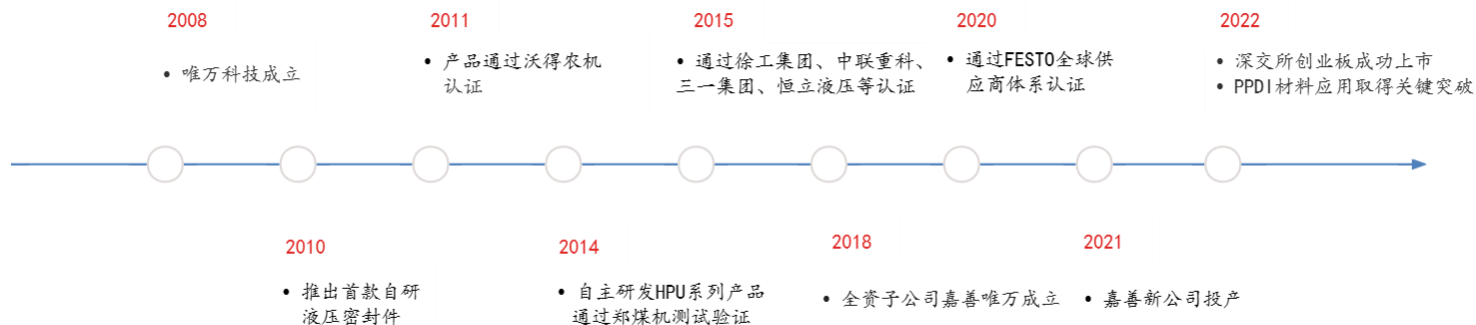 2008
• 唯万科技成立
2010
• 推出首款自研
液压密封件
2011
• 产品通过沃得农机
认证
2014
• 自主研发HPU系列产品
通过郑煤机测试验证
2015
• 通过徐工集团、中联重科、
三一集团、恒立液压等认证
2018
• 全资子公司嘉善唯万成立
2020
• 通过FESTO全球供
应商体系认证
2021
• 嘉善新公司投产
2022
• 深交所创业板成功上市
• PPDI材料应用取得关键突破